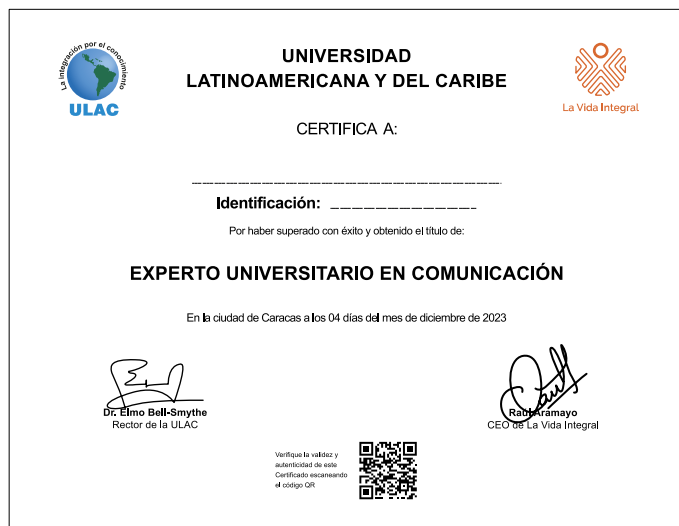 La integración por el conocimiento
ULAC
UNIVERSIDAD
LATINOAMERICANA Y DEL CARIBE
La Vida Integral
CERTIFICA A:
Identificación:
Por haber superado con éxito y obtenido el título de:
EXPERTO UNIVERSITARIO EN COMUNICACIÓN
En la ciudad de Caracas a los 04 días del mes de diciembre de 2023
Dr. Elmo Bell-Smythe
Rector de la ULAC
Raúl Aramayo
CEO de La Vida Integral
Verifique la validez y
autenticidad de este
Certificado escaneando
el código QR